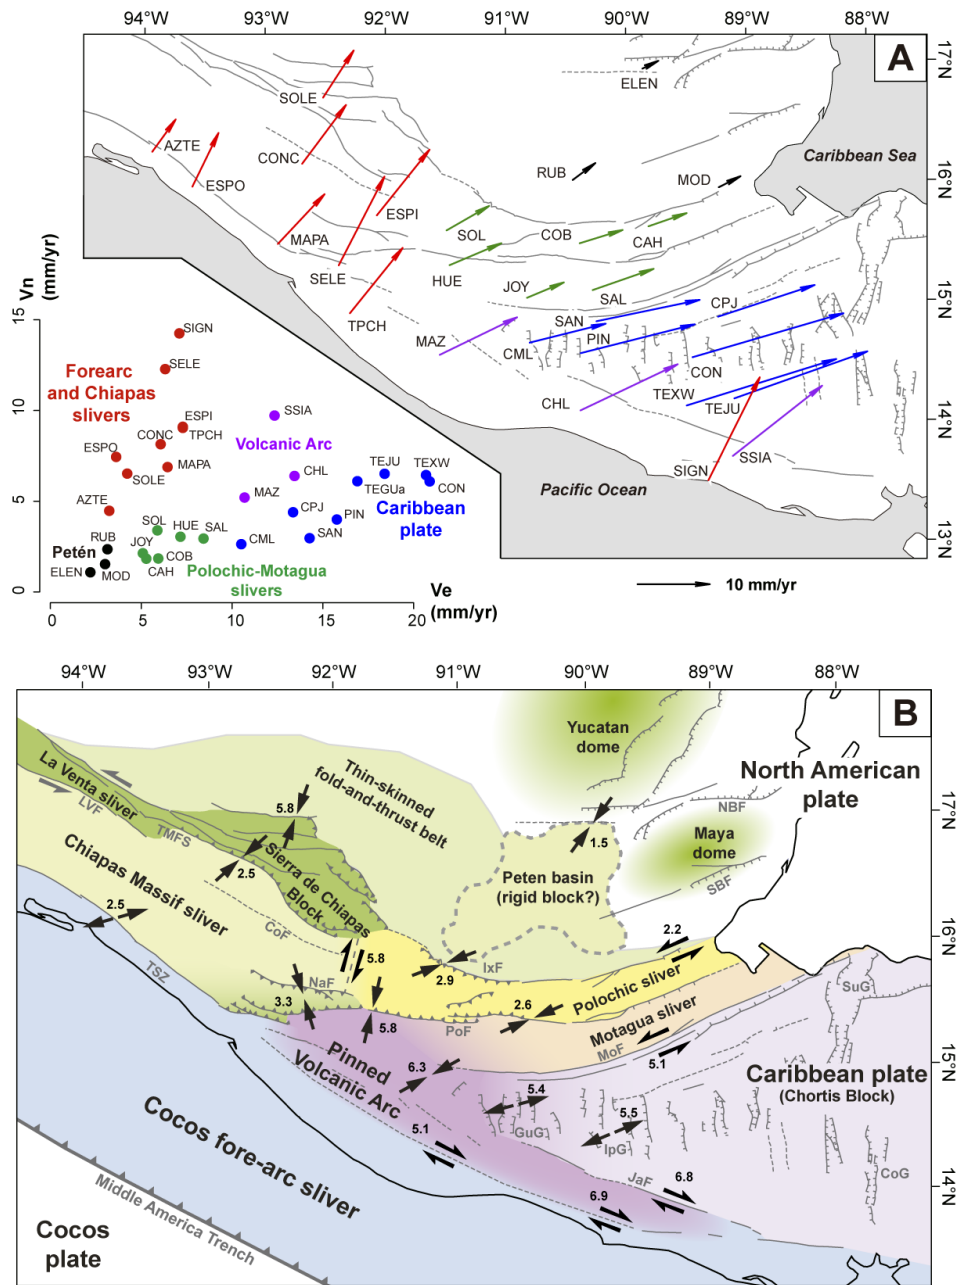 94°W 93°W 92°W 91°W 90°W 89°W 88°W
A
17°N
ELEN
SOLE
AZTE
CONC
ESPO
RUB
MOD
Caribbean Sea
16°N
ESPI
MAPA
SOL
COB
CAH
SELE
HUE
JOY
SAL
CPJ
15°N
TPCH
SAN
MAZ
CML
PIN
CON
CHL
TEXW
TEJU
14°N
SIGN
SSIA
Pacific Ocean
13°N
10 mm/yr
Vn
(mm/yr)
15
10
5
0
SIGN
SELE
Forearc
and Chiapas
slivers
ESPI
SSIA
CONC
TPCH
Volcanic Arc
ESPO
MAPA
SOLE
CHL
TEJU
TEXW
TEGUa
CON
MAZ
AZTE
CPJ
PIN
Caribbean
plate
SOL
HUE
SAL
SAN
RUB
JOY
CML
Petén
COB
ELEN
MOD
CAH
Polochic-Motagua
slivers
Ve
(mm/yr)
0 5 10 15 20
94°W 93°W 92°W 91°W 90°W 89°W 88°W
B
Yucatan
dome
North American
plate
La Venta sliver
Thin-skinned
fold-and-thrust belt
LVF
5.8
NBF
17°N
TMFS
1.5
Maya
dome
Chiapas Massif sliver
2.5
Sierra de Chiapas
Block
Peten basin
(rigid block?)
SBF
2.5
CoF
2.2
16°N
5.8
IxF
TSZ
2.9
NaF
Polochic sliver
SuG
3.3
2.6
5.8
PoF
Motagua sliver
MoF
5.1
15°N
Pinned
Volcanic Arc
6.3
Caribbean plate
(Chortis Block)
5.4
Cocos fore-arc sliver
5.1
GuG
5.5
IpG
JaF
6.8
CoG
14°N
6.9
Middle America Trench
Cocos
plate